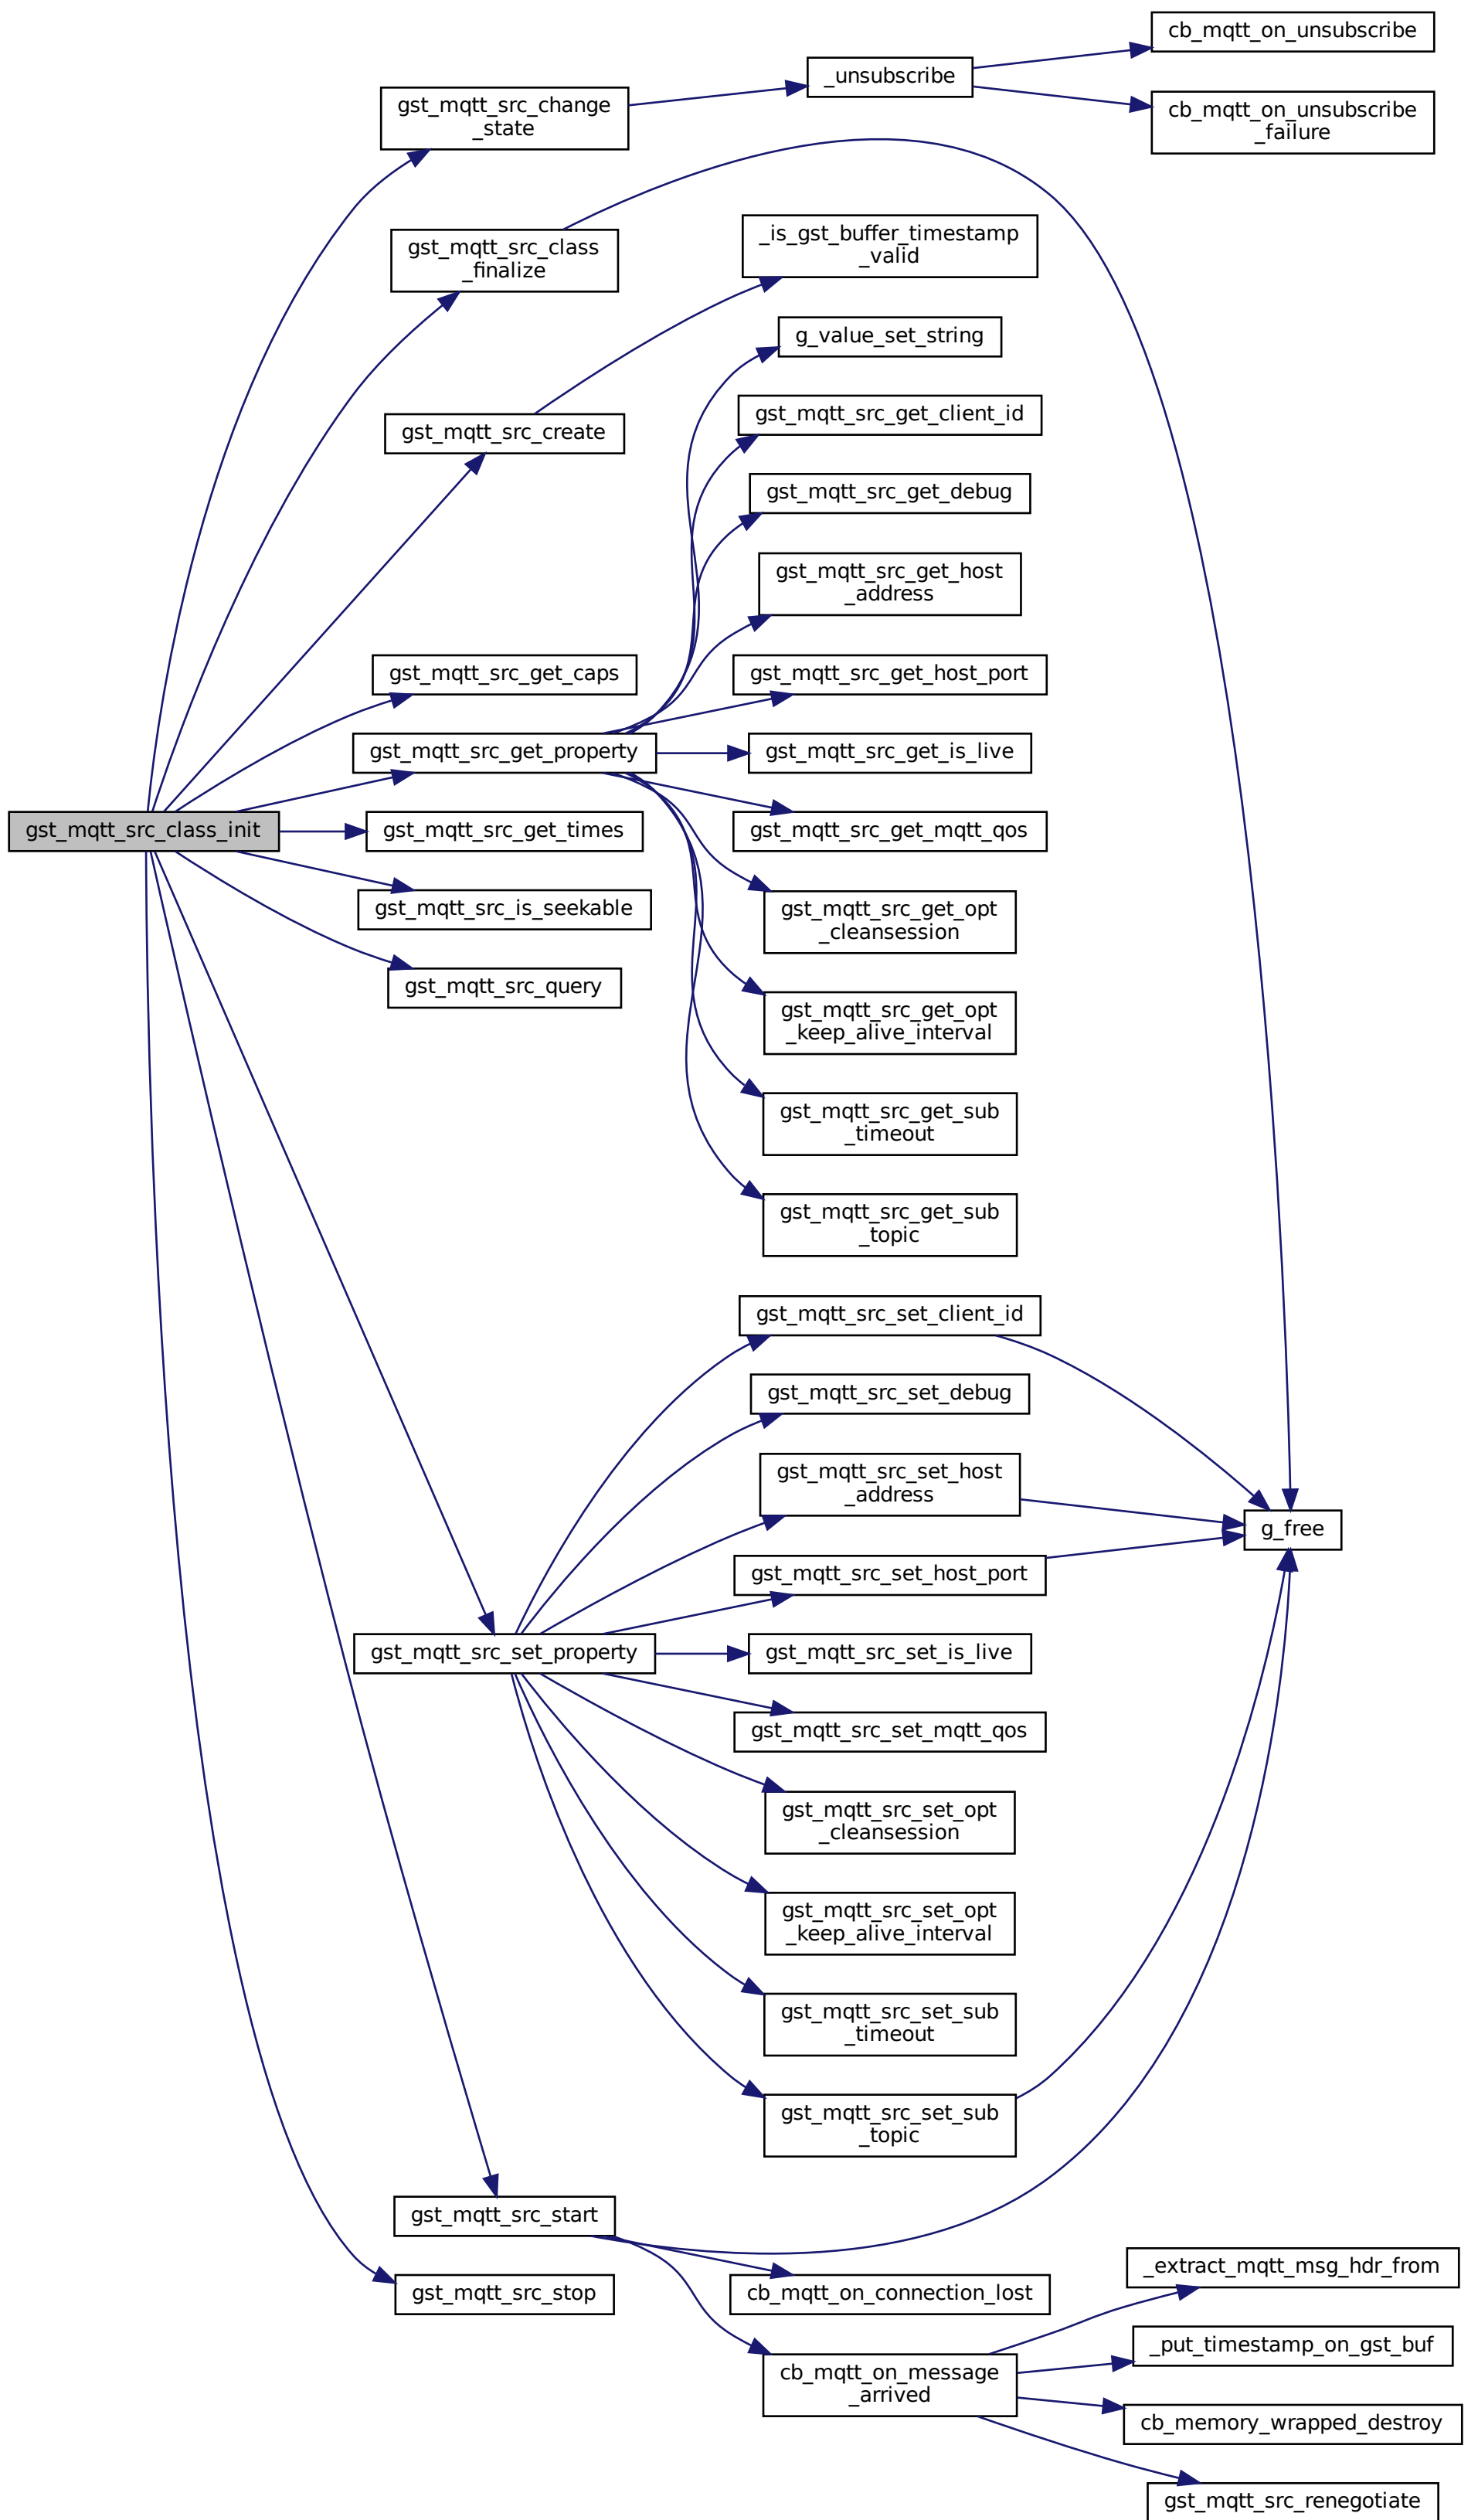 cb_mqtt_on_unsubscribe
_unsubscribe
gst_mqtt_src_change
_state
cb_mqtt_on_unsubscribe
_failure
gst_mqtt_src_class
_finalize
_is_gst_buffer_timestamp
_valid
g_value_set_string
gst_mqtt_src_create
gst_mqtt_src_get_client_id
gst_mqtt_src_get_debug
gst_mqtt_src_get_host
_address
gst_mqtt_src_get_caps
gst_mqtt_src_get_host_port
gst_mqtt_src_get_property
gst_mqtt_src_get_is_live
gst_mqtt_src_class_init
gst_mqtt_src_get_times
gst_mqtt_src_get_mqtt_qos
gst_mqtt_src_is_seekable
gst_mqtt_src_get_opt
_cleansession
gst_mqtt_src_query
gst_mqtt_src_get_opt
_keep_alive_interval
gst_mqtt_src_get_sub
_timeout
gst_mqtt_src_get_sub
_topic
gst_mqtt_src_set_client_id
gst_mqtt_src_set_debug
gst_mqtt_src_set_host
_address
g_free
gst_mqtt_src_set_host_port
gst_mqtt_src_set_property
gst_mqtt_src_set_is_live
gst_mqtt_src_set_mqtt_qos
gst_mqtt_src_set_opt
_cleansession
gst_mqtt_src_set_opt
_keep_alive_interval
gst_mqtt_src_set_sub
_timeout
gst_mqtt_src_set_sub
_topic
gst_mqtt_src_start
_extract_mqtt_msg_hdr_from
gst_mqtt_src_stop
cb_mqtt_on_connection_lost
_put_timestamp_on_gst_buf
cb_mqtt_on_message
_arrived
cb_memory_wrapped_destroy
gst_mqtt_src_renegotiate